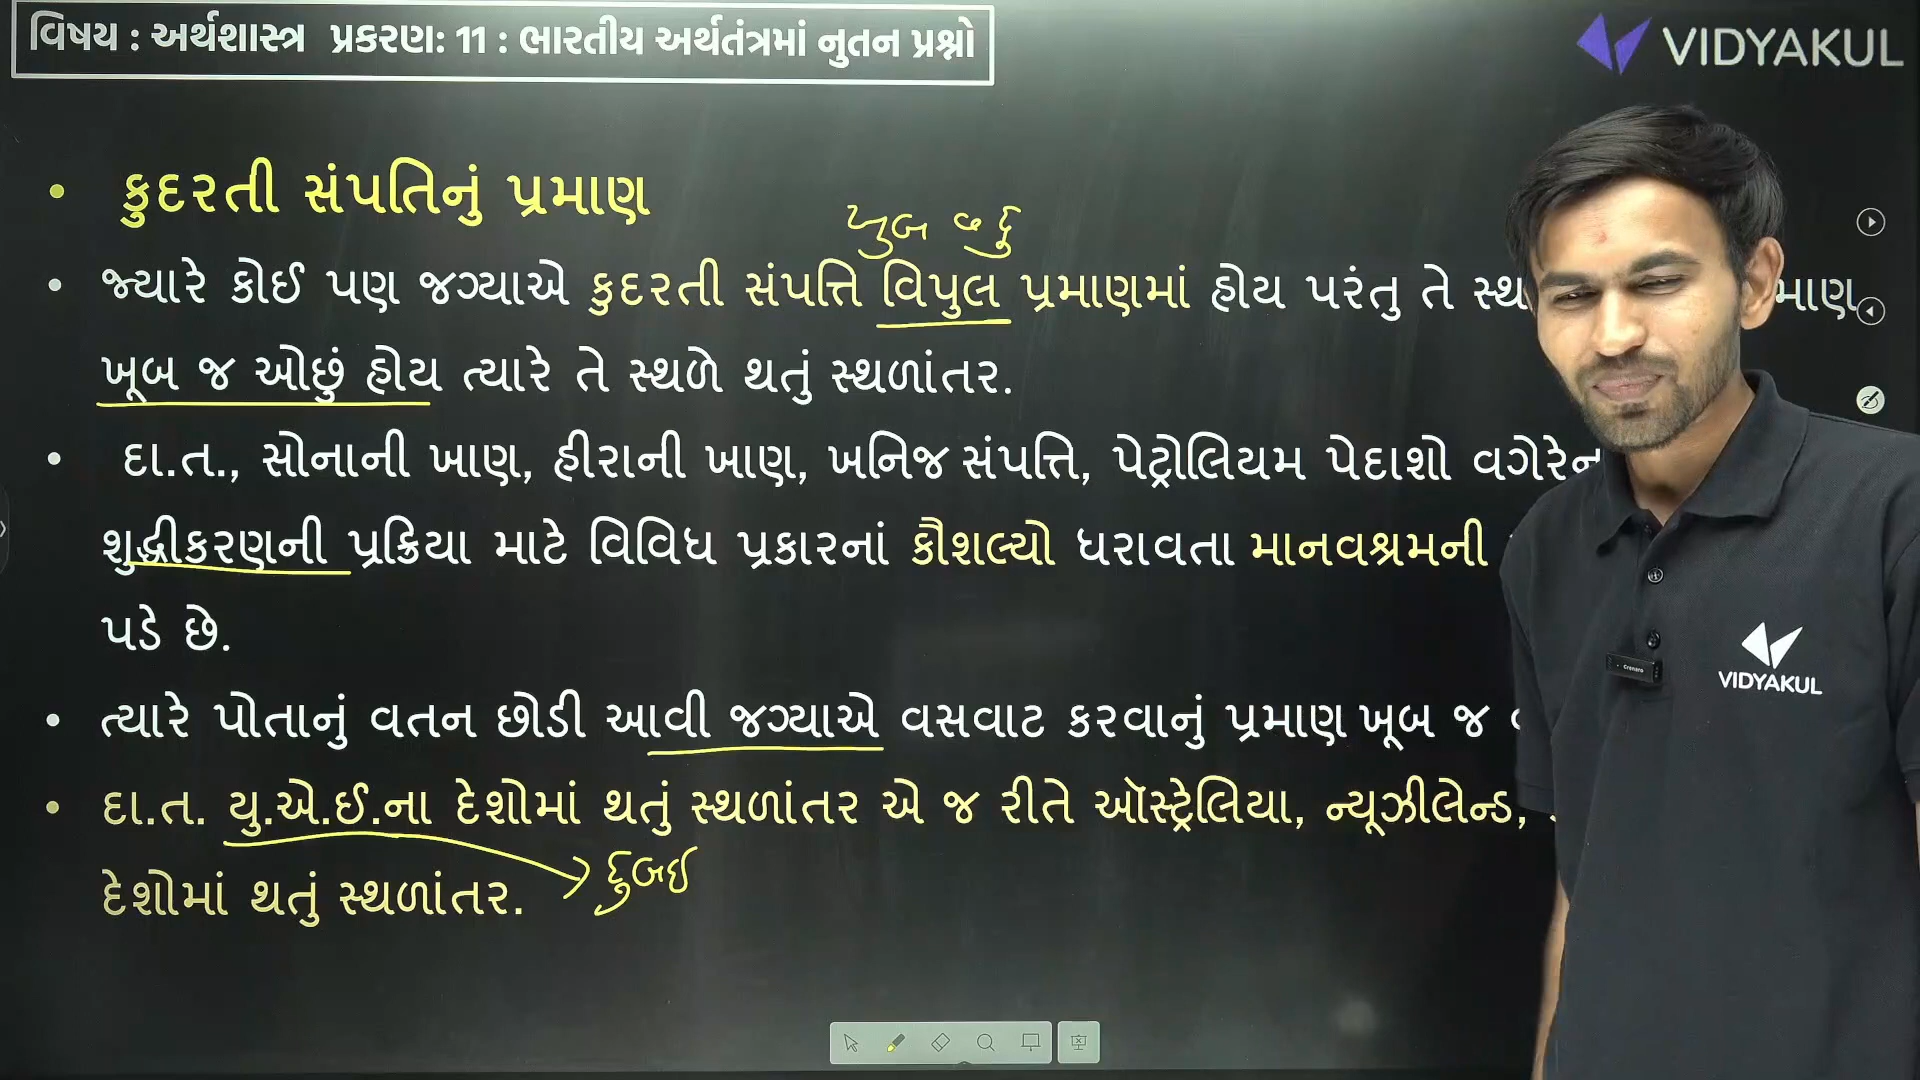 વિષય : અર્થશાસ્ત્ર પ્રકરણ: 11 : ભારતીય અર્થતંત્રમાં નુતન પ્રશ્નો
VIDYAKUL
• કુદરતી સંપતિનું પ્રમાણ
ખુબ
• જ્યારે કોઈ પણ જગ્યાએ કુદરતી સંપત્તિ વિપુલ પ્રમાણમાં હોય પરંતુ તે
ખૂબ જ ઓછું હોય ત્યારે તે સ્થળે થતું સ્થળાંતર.
• દા.ત., સોનાની ખાણ, હીરાની ખાણ, ખનિજ સંપત્તિ, પેટ્રોલિયમ પેદાશો
શુદ્ધીકરણની પ્રક્રિયા માટે વિવિધ પ્રકારનાં કૌશલ્યો ધરાવતા માનવશ્રમની
પડે છે.
• ત્યારે પોતાનું વતન છોડી આવી જગ્યાએ વસવાટ કરવાનું પ્રમાણ ખૂબ જ
• દા.ત. યુ.એ.ઈ.ના દેશોમાં થતું સ્થળાંતર એ જ રીતે ઑસ્ટ્રેલિયા, ન્યૂઝીલેન્ડ,
દેશોમાં થતું સ્થળાંતર. દુબઈ
VIDYAKUL